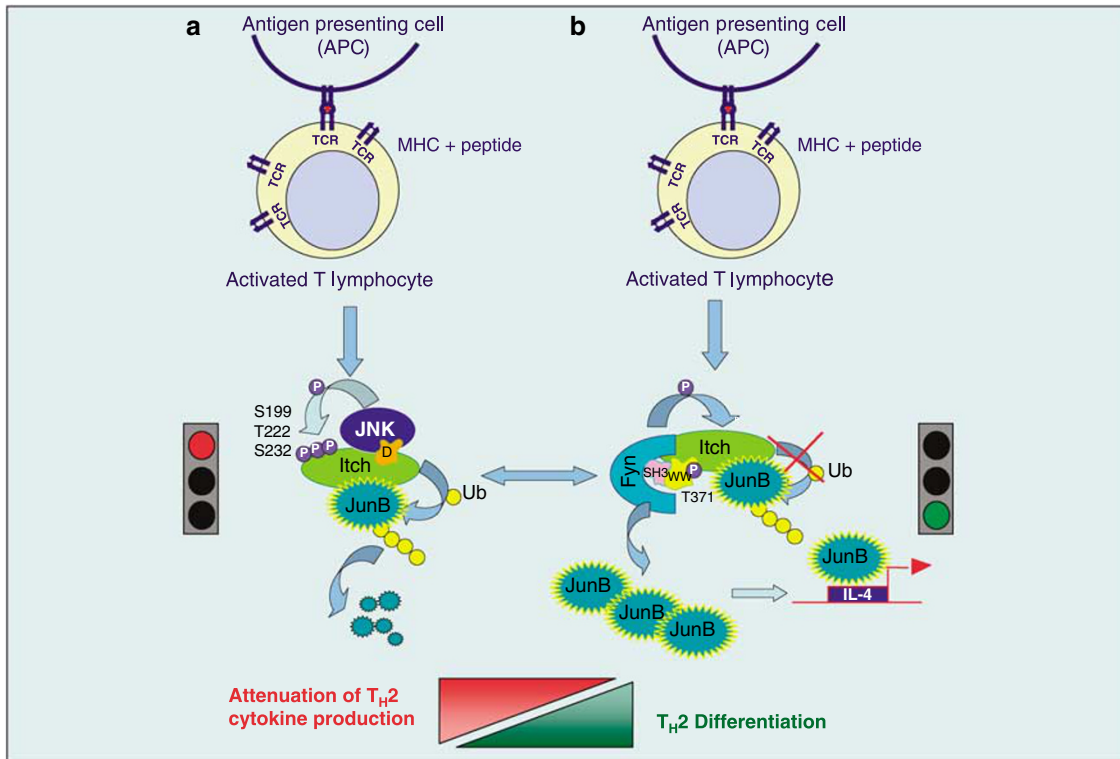 a
Antigen presenting cell
(APC)
TCR
TCR
TCR
TCR
MHC + peptide
Activated T lymphocyte
P
S199
T222
S232
P P P
JNK
D
Itch
JunB
Ub
b
Antigen presenting cell
(APC)
TCR
TCR
TCR
TCR
MHC + peptide
Activated T lymphocyte
P
Fyn
Itch
SH3
WW
P
T371
JunB
Ub
JunB
JunB
JunB
JunB
IL-4
Attenuation of TH2
cytokine production
TH2 Differentiation